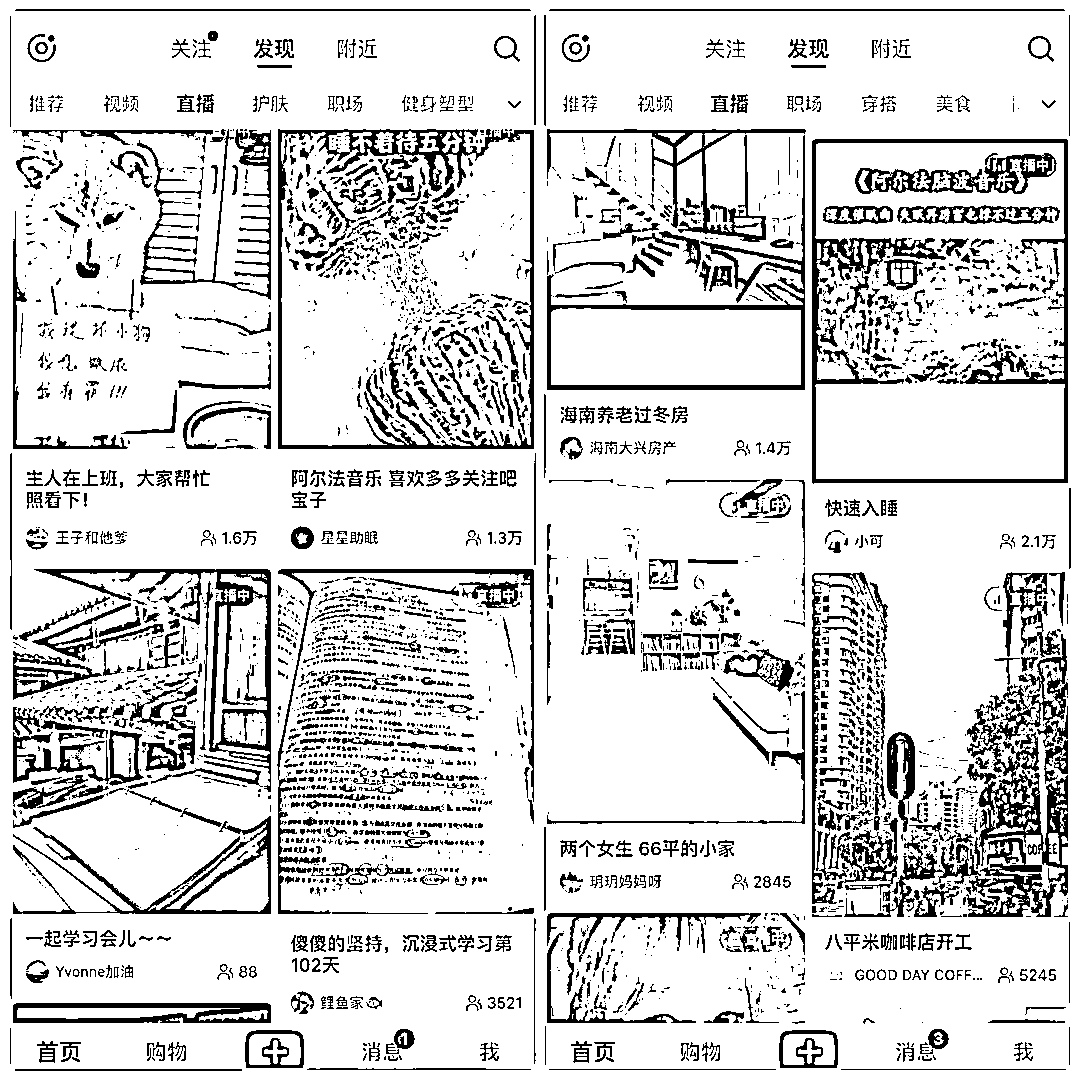 关注
发现
附近
推荐
视频
直播
护肤
职场
健身塑型
睡不着待五分钟
我是坏小狗
主人在上班，大家帮忙
照看下！
王子和他爹
1.6万
阿尔法音乐 喜欢多多关注吧
宝子
星星助眠
1.3万
直播中
直播中
一起学习会儿～～
Yvonne加油
88
傻傻的坚持，沉浸式学习第
102天
鲤鱼家
3521
首页
购物
消息
1
我
关注
发现
附近
推荐
视频
直播
职场
穿搭
美食
海南养老过冬房
海南大兴房产
1.4万
直播中
《阿尔法脑波音乐》
快速入睡
小可
2.1万
直播中
两个女生 66平的小家
玥玥妈妈呀
2845
直播中
八平米咖啡店开工
GOOD DAY COFF...
5245
首页
购物
消息
3
我